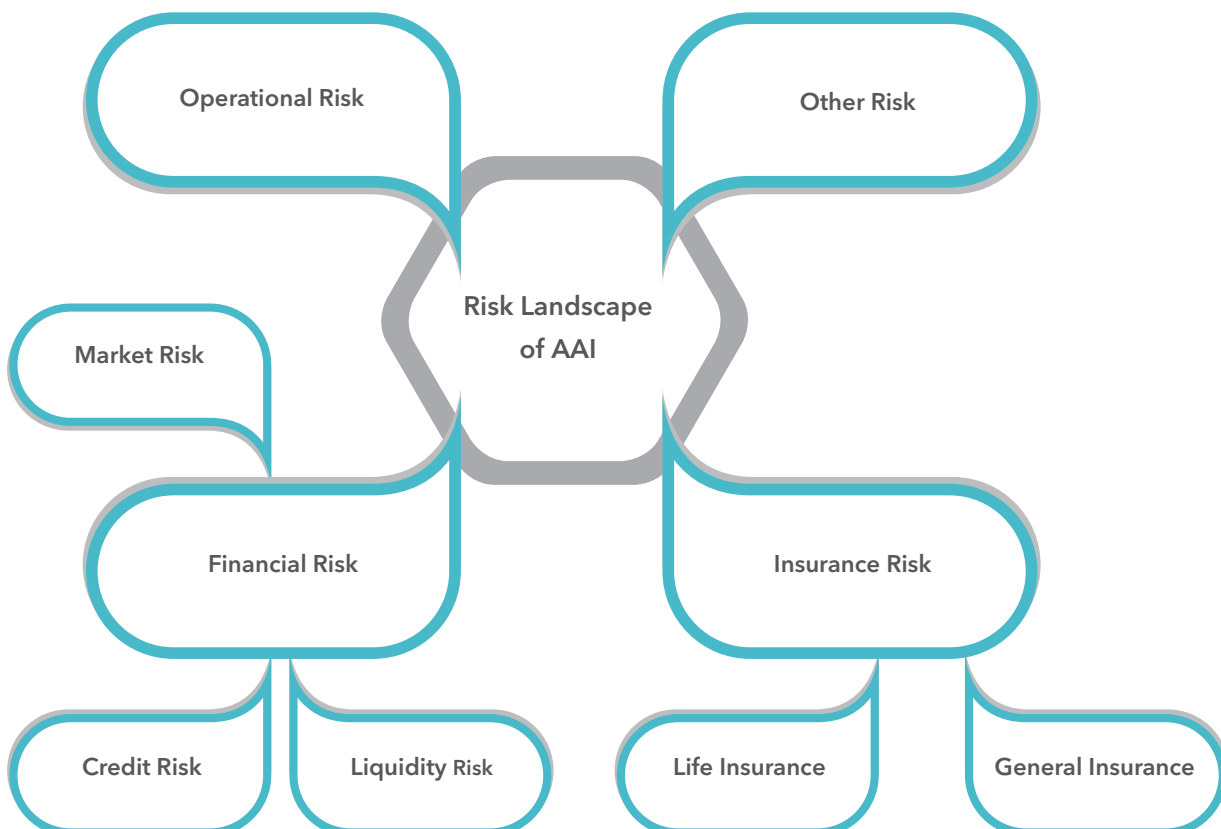 Operational Risk
Other Risk
Risk Landscape
of AAI
Market Risk
Financial Risk
Insurance Risk
Credit Risk
Liquidity Risk
Life Insurance
General Insurance